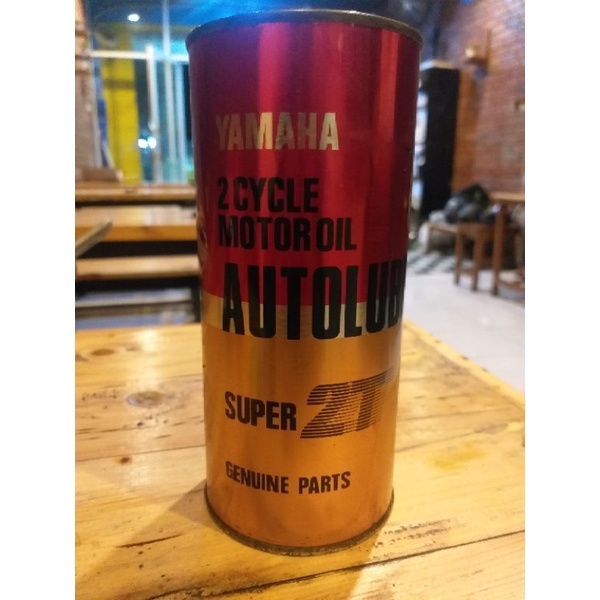 YAMAHA
2 CYCLE
MOTOR OIL
AUTOLUB
SUPER 2T
GENUINE PARTS